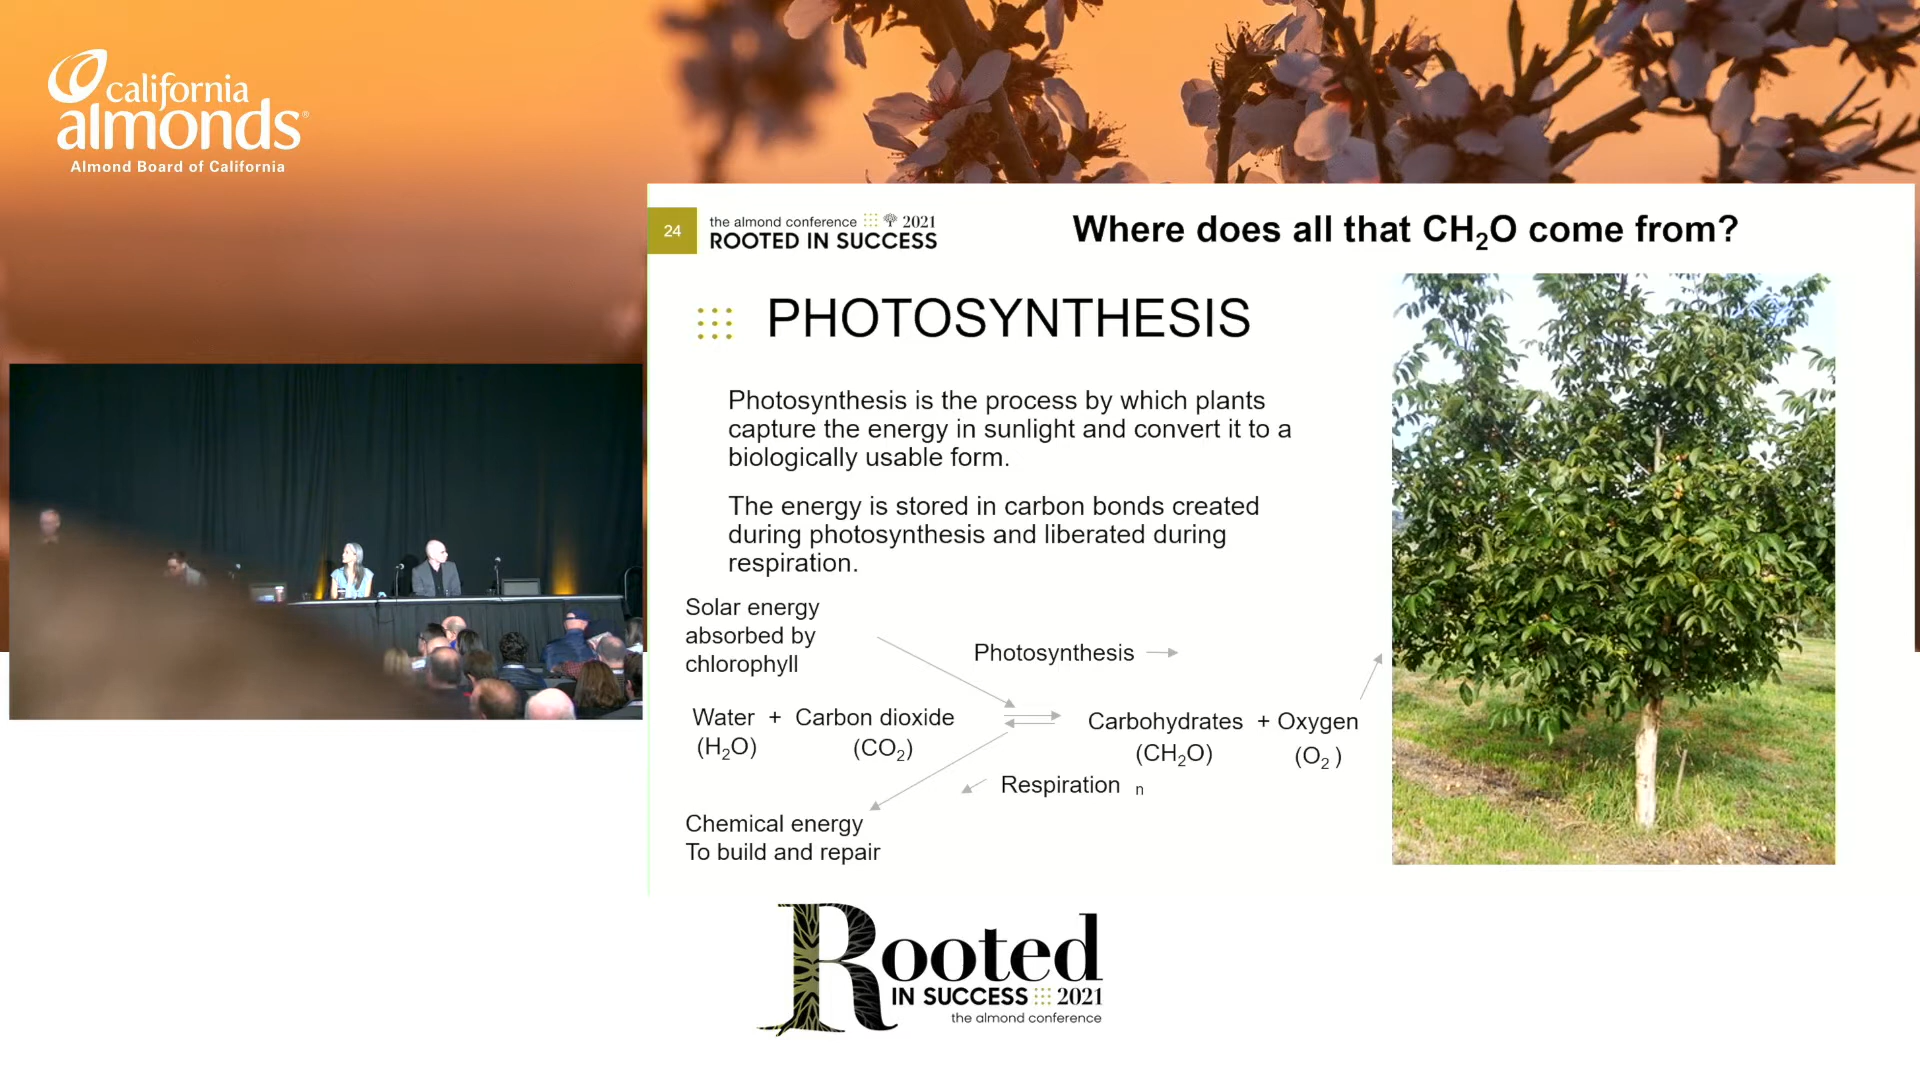 california
almonds®
Almond Board of California
24
the almond conference 2021
ROOTED IN SUCCESS
Where does all that CH₂O come from?
PHOTOSYNTHESIS
Photosynthesis is the process by which plants
capture the energy in sunlight and convert it to a
biologically usable form.
The energy is stored in carbon bonds created
during photosynthesis and liberated during
respiration.
Solar energy
absorbed by
chlorophyll
Photosynthesis
Water + Carbon dioxide
(H₂O) (CO₂)
Carbohydrates + Oxygen
(CH₂O) (O₂ )
Respiration n
Chemical energy
To build and repair
Rooted
IN SUCCESS 2021
the almond conference